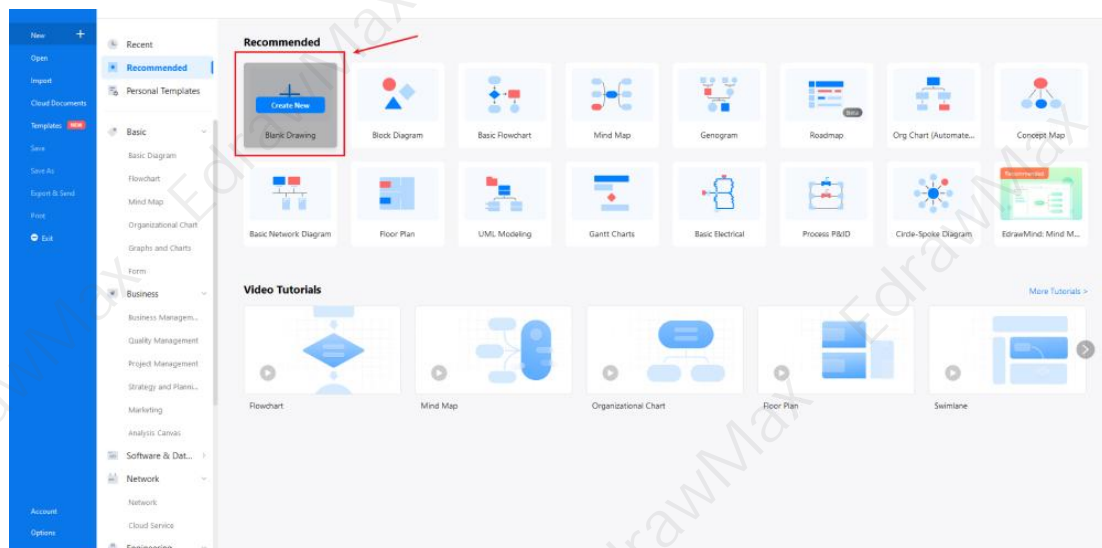 New +
Open
Import
Cloud Documents
Templates NEW
Save
Save As
Export & Send
Print
Exit
Account
Options
Recent
Recommended
Personal Templates
Basic
Basic Diagram
Flowchart
Mind Map
Organizational Chart
Graphs and Charts
Form
Business
Business Managem...
Quality Management
Project Management
Strategy and Planni...
Marketing
Analysis Canvas
Software & Dat...
Network
Network
Cloud Service
Engineering
Recommended
Create New
Blank Drawing
Block Diagram
Basic Flowchart
Mind Map
Genogram
Beta
Roadmap
Org Chart (Automate...
Concept Map
Basic Network Diagram
Floor Plan
UML Modeling
Gantt Charts
Basic Electrical
Process P&ID
Circle-Spoke Diagram
Recommended
EdrawMind: Mind M...
Video Tutorials
More Tutorials >
Flowchart
Mind Map
Organizational Chart
Floor Plan
Swimlane
EdrawMax
EdrawMax
EdrawMax